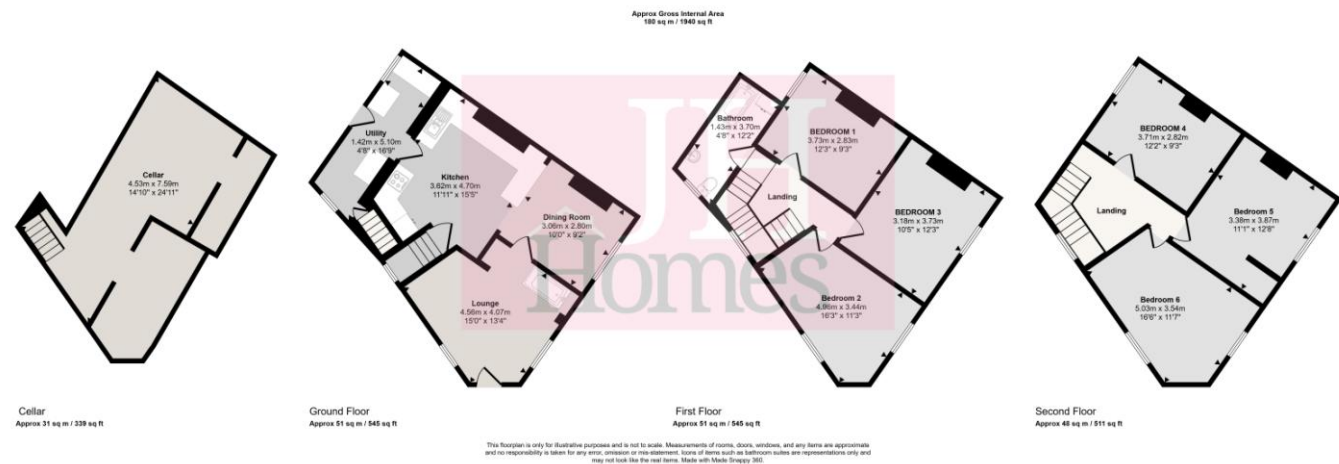 Approx Gross Internal Area
180 sq m / 1940 sq ft
Cellar
4.53m x 7.59m
14'10" x 24'11"
Utility
1.42m x 5.10m
4'8" x 16'9"
Kitchen
3.62m x 4.70m
11'11" x 15'5"
Dining Room
3.06m x 2.80m
10'0" x 9'2"
Lounge
4.56m x 4.07m
15'0" x 13'4"
JH
Homes
Bathroom
1.43m x 3.70m
4'8" x 12'2"
BEDROOM 1
3.73m x 2.83m
12'3" x 9'3"
Landing
BEDROOM 3
3.18m x 3.73m
10'5" x 12'3"
Bedroom 2
4.96m x 3.44m
16'3" x 11'3"
BEDROOM 4
3.71m x 2.82m
12'2" x 9'3"
Landing
Bedroom 5
3.38m x 3.87m
11'1" x 12'8"
Bedroom 6
5.03m x 3.54m
16'6" x 11'7"
Cellar
Approx 31 sq m / 339 sq ft
Ground Floor
Approx 51 sq m / 545 sq ft
First Floor
Approx 51 sq m / 545 sq ft
Second Floor
Approx 48 sq m / 511 sq ft
This floorplan is only for illustrative purposes and is not to scale. Measurements of rooms, doors, windows, and any items are approximate
and no responsibility is taken for any error, omission or mis-statement. Icons of items such as bathroom suites are representations only and
may not look like the real items. Made with Made Snappy 360.